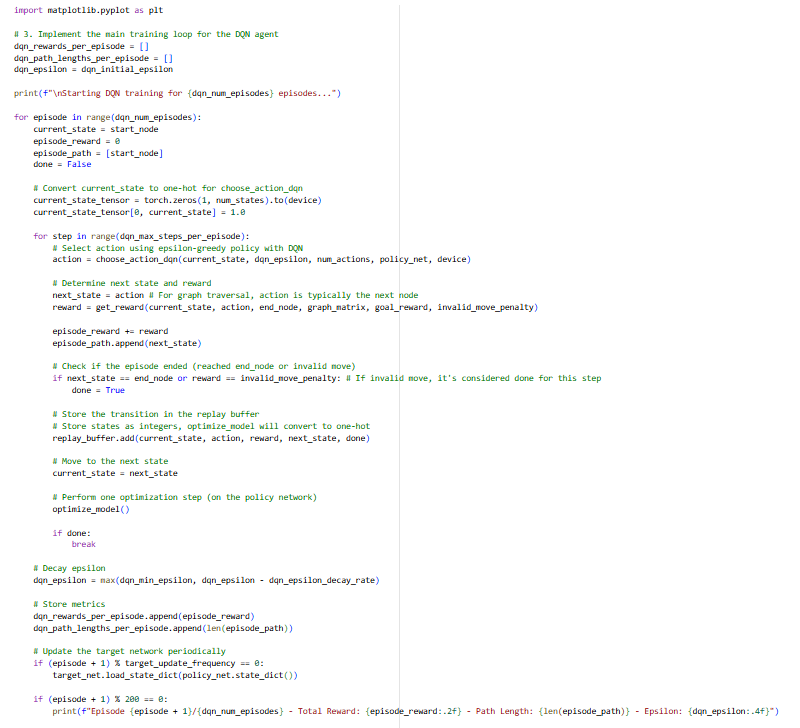 import matplotlib.pyplot as plt
# 3. Implement the main training loop for the DQN agent
dqn_rewards_per_episode = []
dqn_path_lengths_per_episode = []
dqn_epsilon = dqn_initial_epsilon
print(f"\nStarting DQN training for {dqn_num_episodes} episodes...")
for episode in range(dqn_num_episodes):
    current_state = start_node
    episode_reward = 0
    episode_path = [start_node]
    done = False
    # Convert current_state to one-hot for choose_action_dqn
    current_state_tensor = torch.zeros(1, num_states).to(device)
    current_state_tensor[0, current_state] = 1.0
    for step in range(dqn_max_steps_per_episode):
        # Select action using epsilon-greedy policy with DQN
        action = choose_action_dqn(current_state, dqn_epsilon, num_actions, policy_net, device)
        # Determine next state and reward
        next_state = action # For graph traversal, action is typically the next node
        reward = get_reward(current_state, action, end_node, graph_matrix, goal_reward, invalid_move_penalty)
        episode_reward += reward
        episode_path.append(next_state)
        # Check if the episode ended (reached end_node or invalid move)
        if next_state == end_node or reward == invalid_move_penalty: # If invalid move, it's considered done for this step
            done = True
        # Store the transition in the replay buffer
        # Store states as integers, optimize_model will convert to one-hot
        replay_buffer.add(current_state, action, reward, next_state, done)
        # Move to the next state
        current_state = next_state
        # Perform one optimization step (on the policy network)
        optimize_model()
        if done:
            break
    # Decay epsilon
    dqn_epsilon = max(dqn_min_epsilon, dqn_epsilon - dqn_epsilon_decay_rate)
    # Store metrics
    dqn_rewards_per_episode.append(episode_reward)
    dqn_path_lengths_per_episode.append(len(episode_path))
    # Update the target network periodically
    if (episode + 1) % target_update_frequency == 0:
        target_net.load_state_dict(policy_net.state_dict())
    if (episode + 1) % 200 == 0:
        print(f"Episode {episode + 1}/{dqn_num_episodes} - Total Reward: {episode_reward:.2f} - Path Length: {len(episode_path)} - Epsilon: {dqn_epsilon:.4f}")